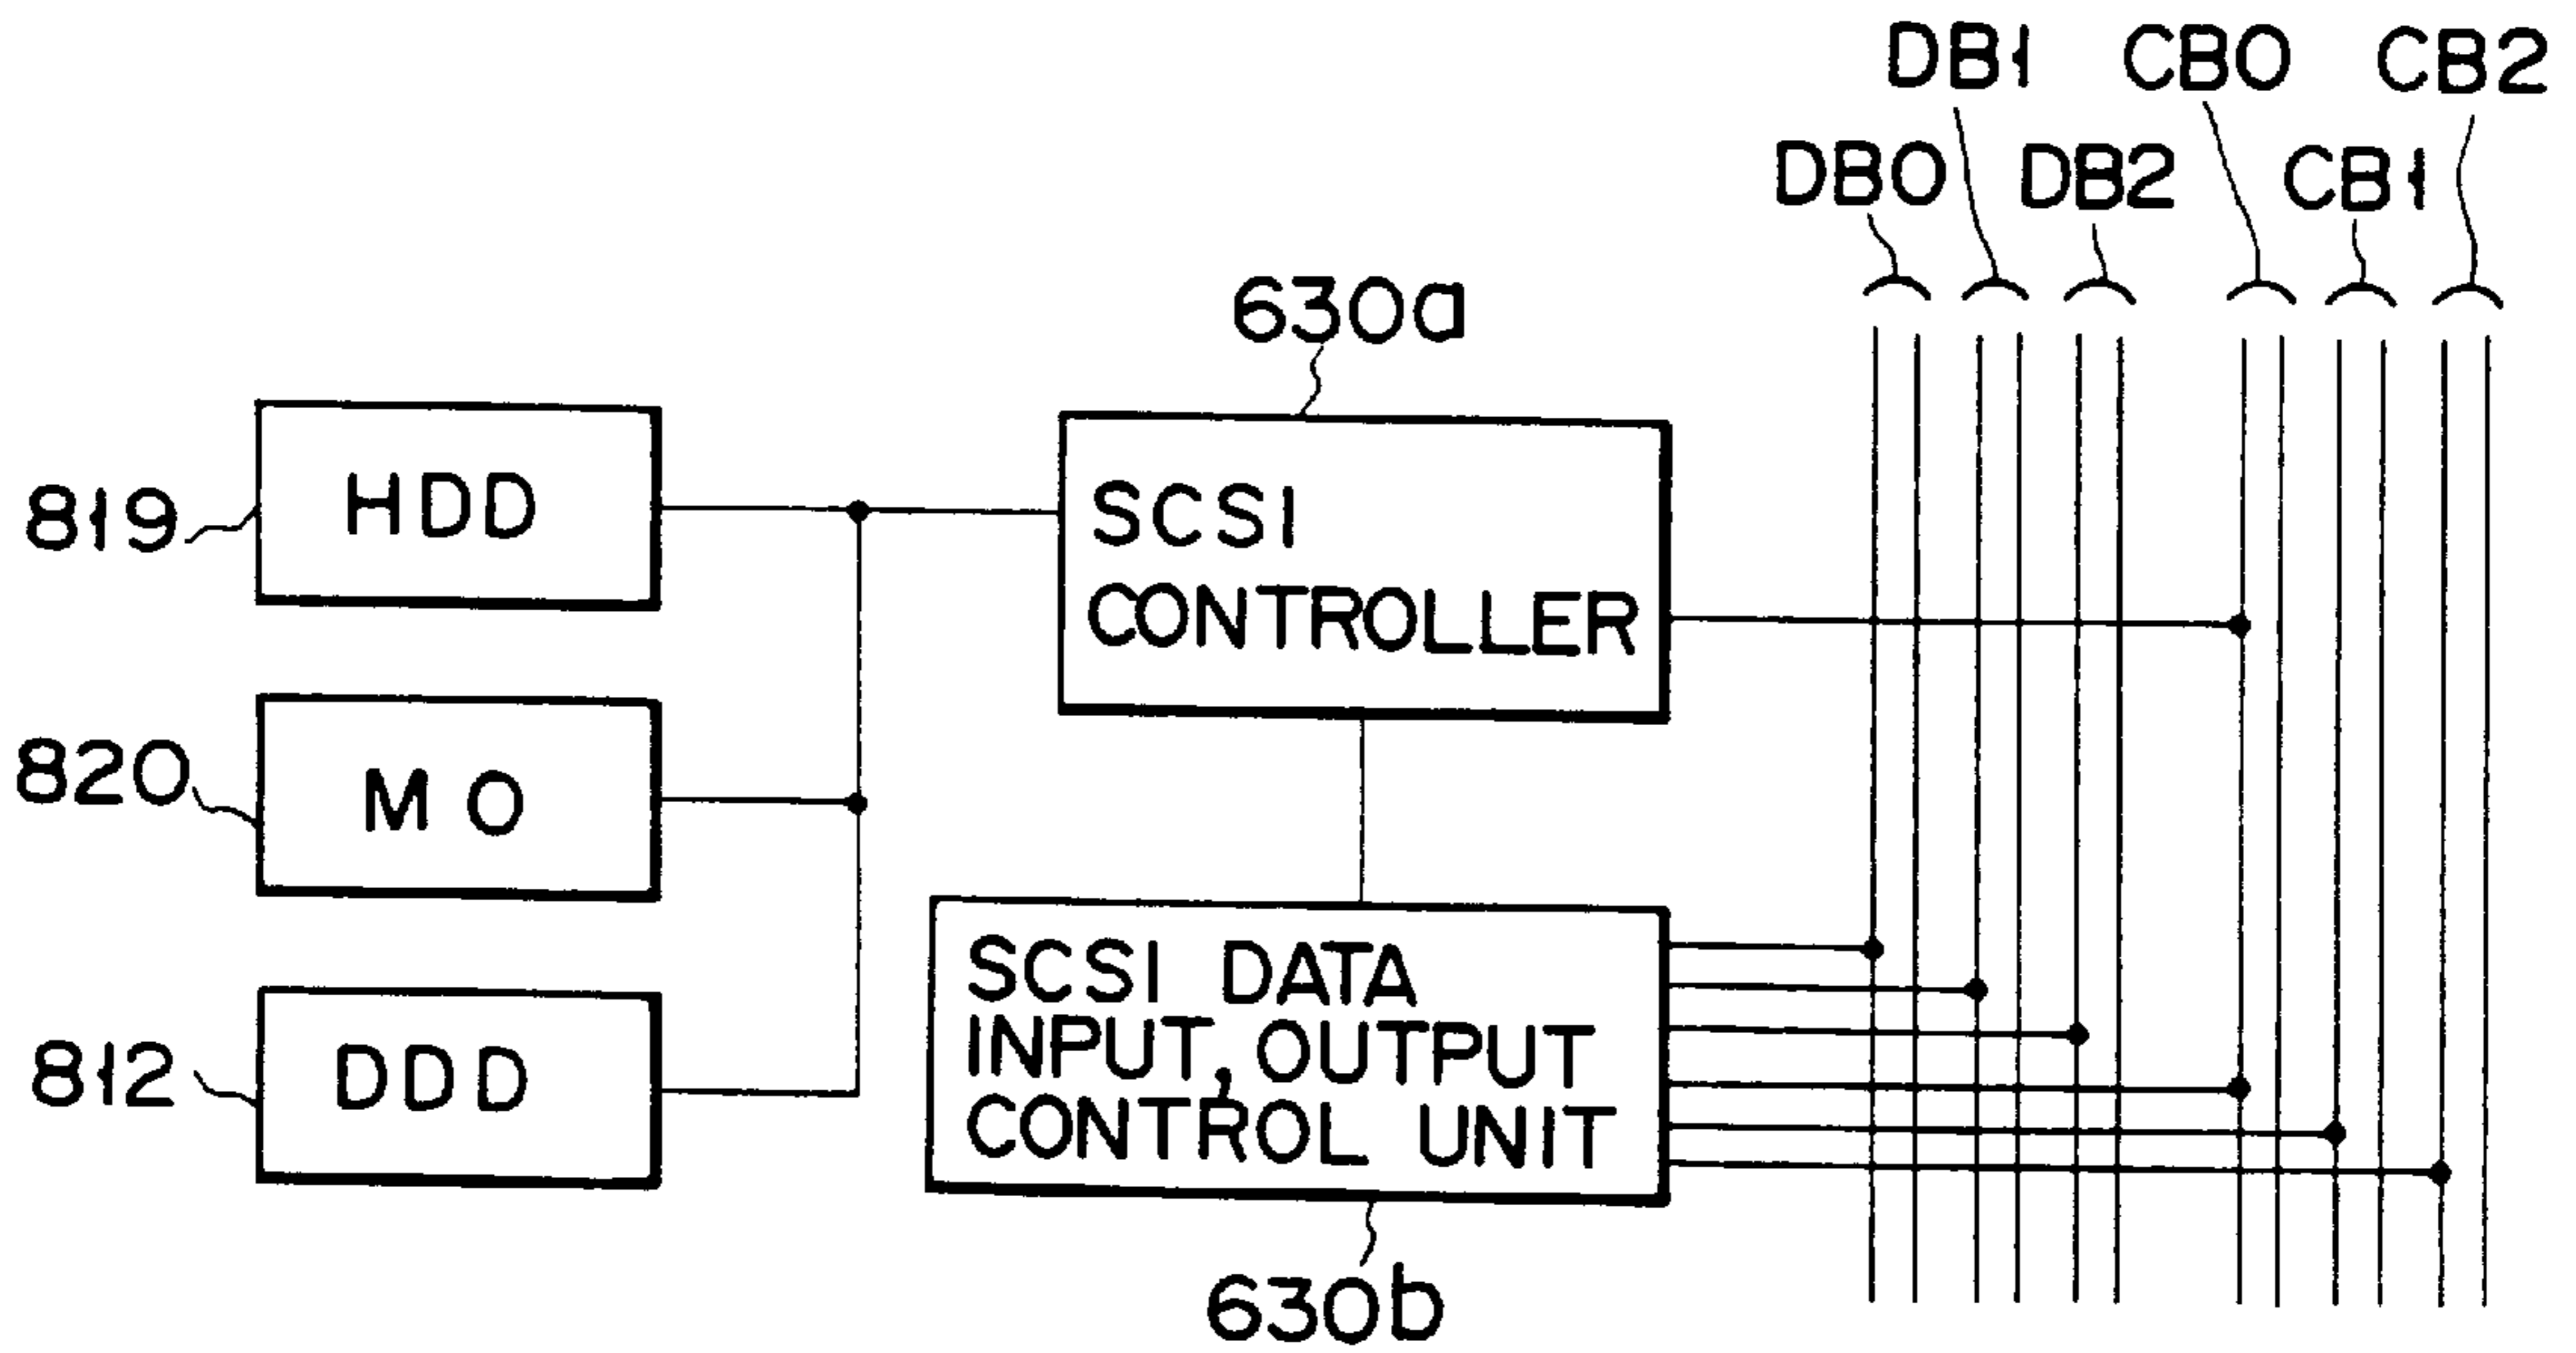 DB1 CB0 CB2
DB0 DB2 CB1
630a
819 HDD
SCSI
CONTROLLER
820 MO
812 DDD
SCSI DATA
INPUT, OUTPUT
CONTROL UNIT
630b